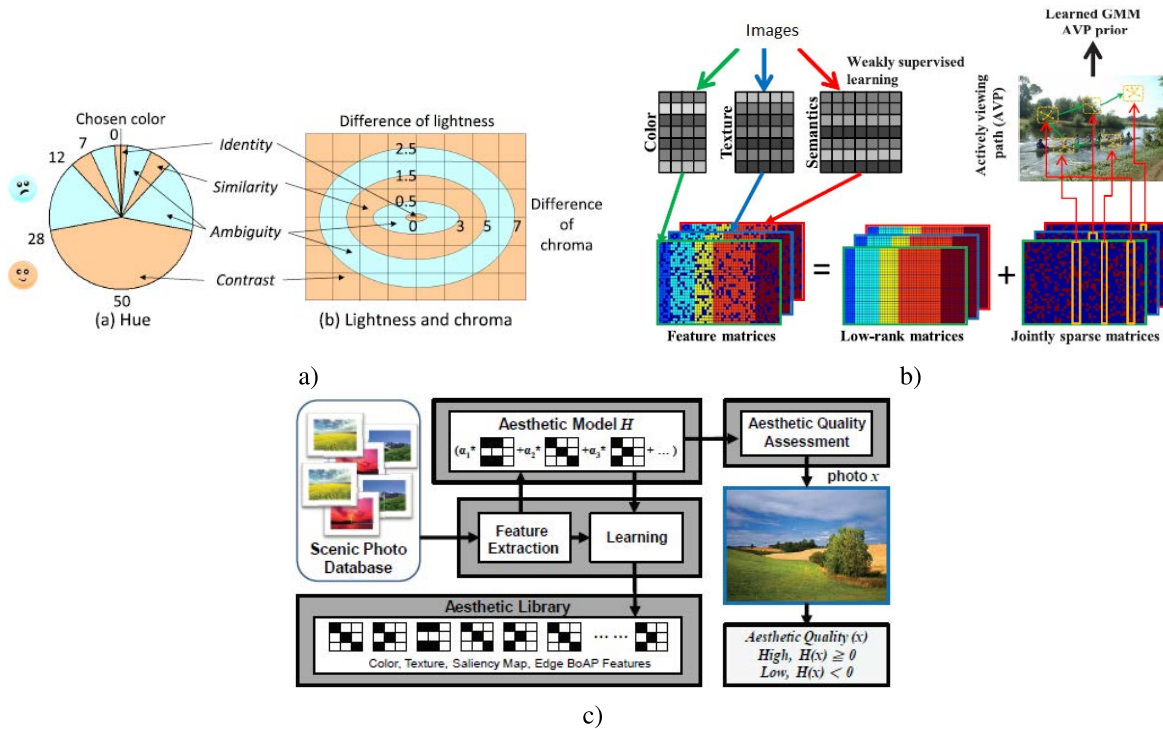 Chosen color
0
7
12
28
50
Identity
Similarity
Ambiguity
Contrast
(a) Hue
Difference of lightness
2.5
1.5
0.5
0
3
5
7
Difference
of
chroma
(b) Lightness and chroma
a)
Images
Color
Texture
Semantics
Weakly supervised
learning
Learned GMM
AVP prior
Actively viewing
path (AVP)
=
+
Feature matrices
Low-rank matrices
Jointly sparse matrices
b)
Scenic Photo
Database
Aesthetic Model H
(α1* +α2* +α3* + ... )
Feature
Extraction
Learning
Aesthetic Library
... ...
Color, Texture, Saliency Map, Edge BoAP Features
Aesthetic Quality
Assessment
photo x
Aesthetic Quality (x)
High, H(x) ≧ 0
Low, H(x) < 0
c)